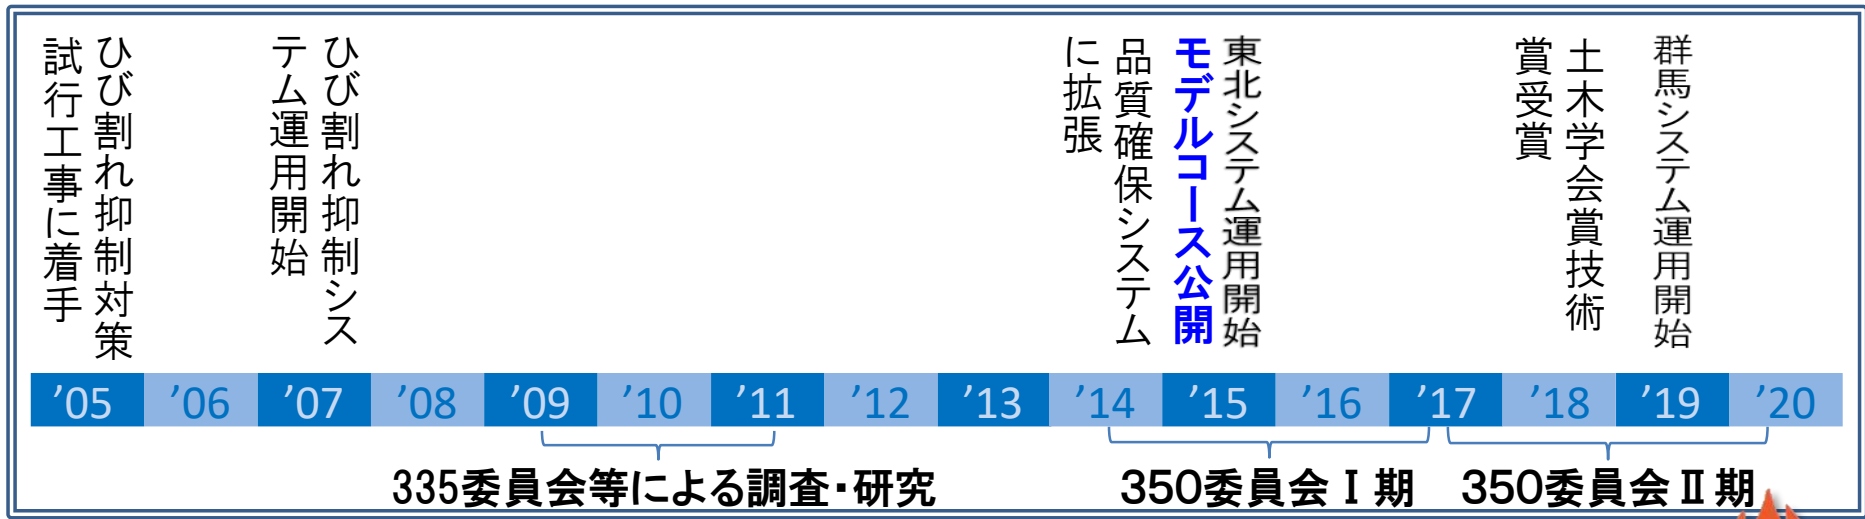 ひび割れ抑制対策
試行工事に着手
ひび割れ抑制シス
テム運用開始
品質確保システム
に拡張
東北システム運用開始
モデルコース公開
土木学会賞技術
賞受賞
群馬システム運用開始
'05 '06 '07 '08 '09 '10 '11 '12 '13 '14 '15 '16 '17 '18 '19 '20
335委員会等による調査・研究
350委員会Ⅰ期
350委員会Ⅱ期